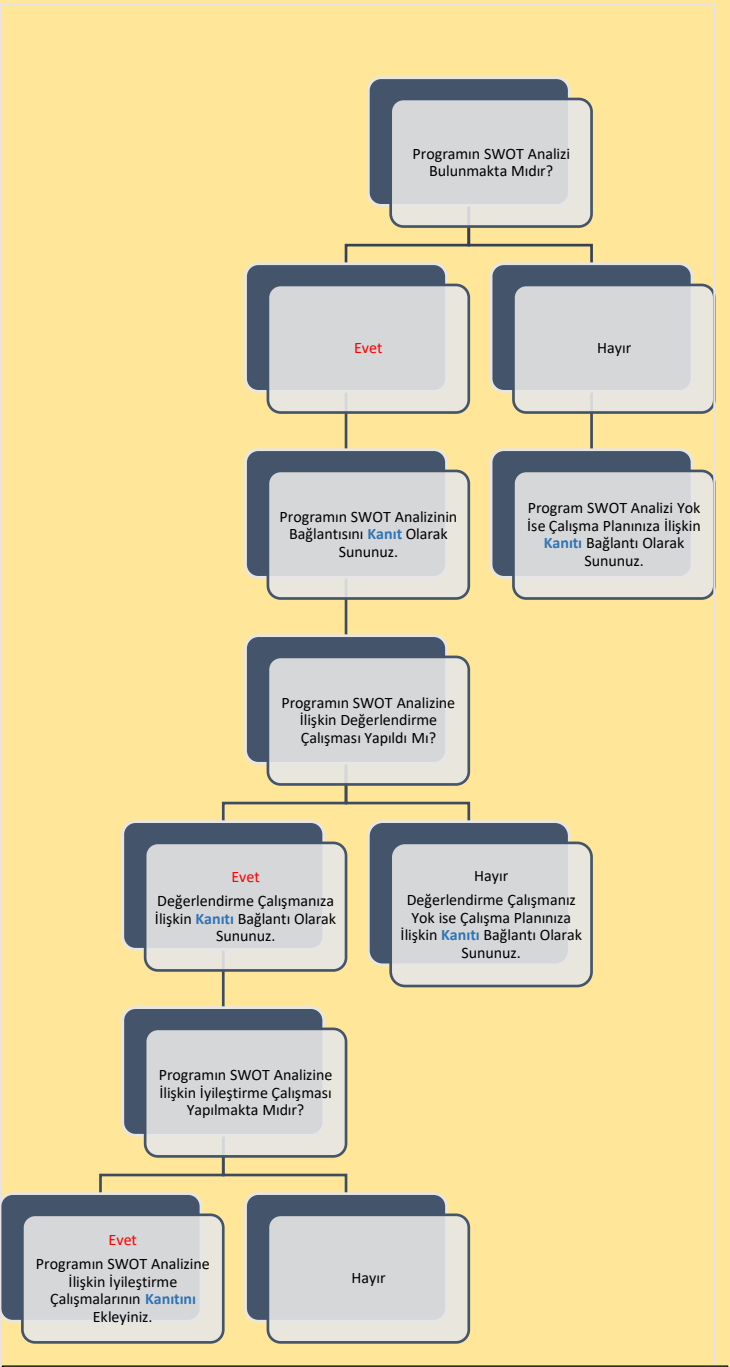 Programın SWOT Analizi
Bulunmakta Mıdır?
Evet
Hayır
Programın SWOT Analizinin
Bağlantısını Kanıt Olarak
Sununuz.
Program SWOT Analizi Yok
İse Çalışma Planınıza İlişkin
Kanıtı Bağlantı Olarak
Sununuz.
Programın SWOT Analizine
İlişkin Değerlendirme
Çalışması Yapıldı Mı?
Evet
Değerlendirme Çalışmanıza
İlişkin Kanıtı Bağlantı Olarak
Sununuz.
Hayır
Değerlendirme Çalışmanız
Yok ise Çalışma Planınıza
İlişkin Kanıtı Bağlantı Olarak
Sununuz.
Programın SWOT Analizine
İlişkin İyileştirme Çalışması
Yapılmakta Mıdır?
Evet
Programın SWOT Analizine
İlişkin İyileştirme
Çalışmalarının Kanıtını
Ekleyiniz.
Hayır